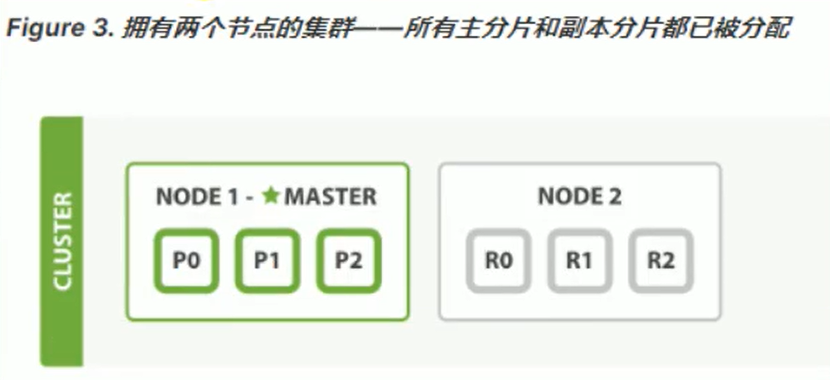 Figure 3. 拥有两个节点的集群——所有主分片和副本分片都已被分配
CLUSTER
NODE 1 - ★ MASTER
P0 P1 P2
NODE 2
R0 R1 R2